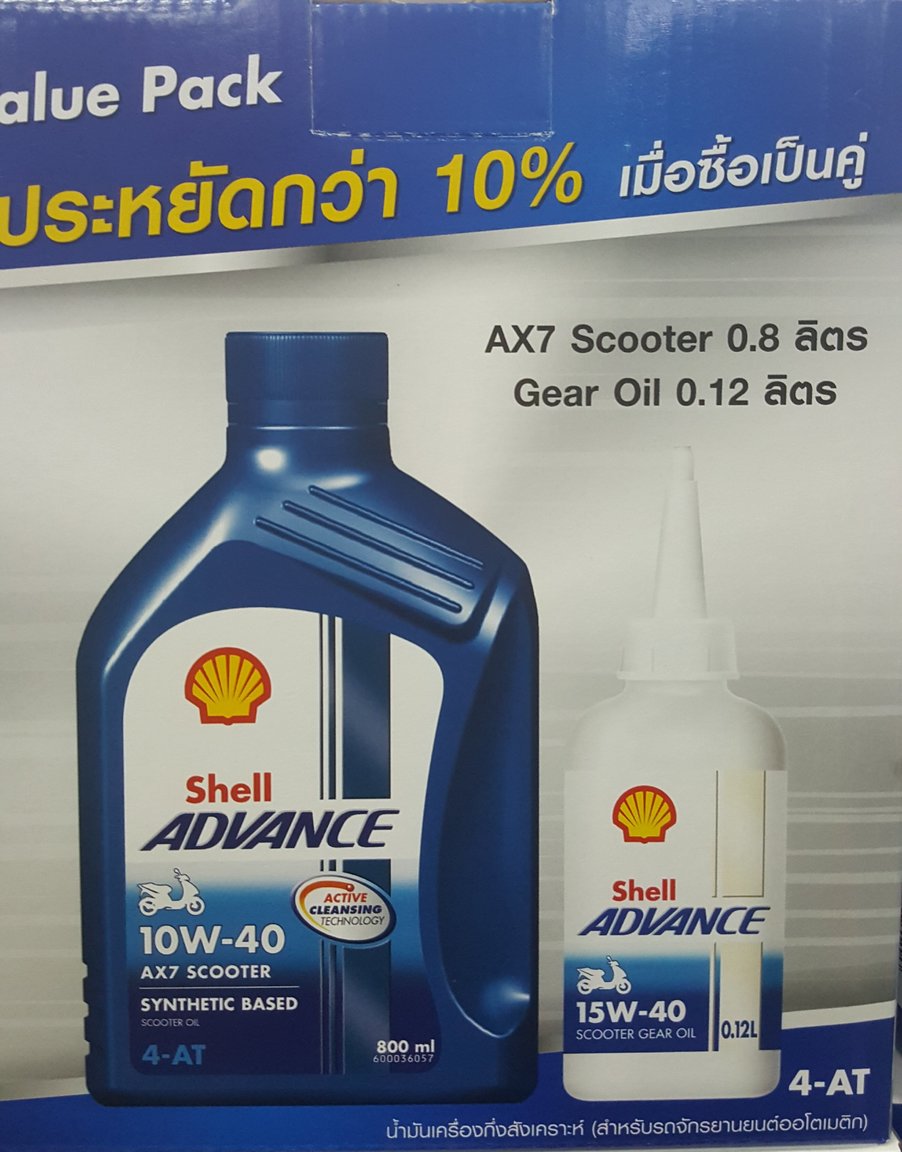 alue Pack
ประหยัดกว่า 10% เมื่อซื้อเป็นคู่
AX7 Scooter 0.8 ลิตร
Gear Oil 0.12 ลิตร
Shell
ADVANCE
ACTIVE
CLEANSING
TECHNOLOGY
10W-40
AX7 SCOOTER
SYNTHETIC BASED
SCOOTER OIL
4-AT
800 ml
600036057
Shell
ADVANCE
15W-40
SCOOTER GEAR OIL
0.12L
4-AT
น้ำมันเครื่องกึ่งสังเคราะห์ (สำหรับรถจักรยานยนต์ออโตเมติก)